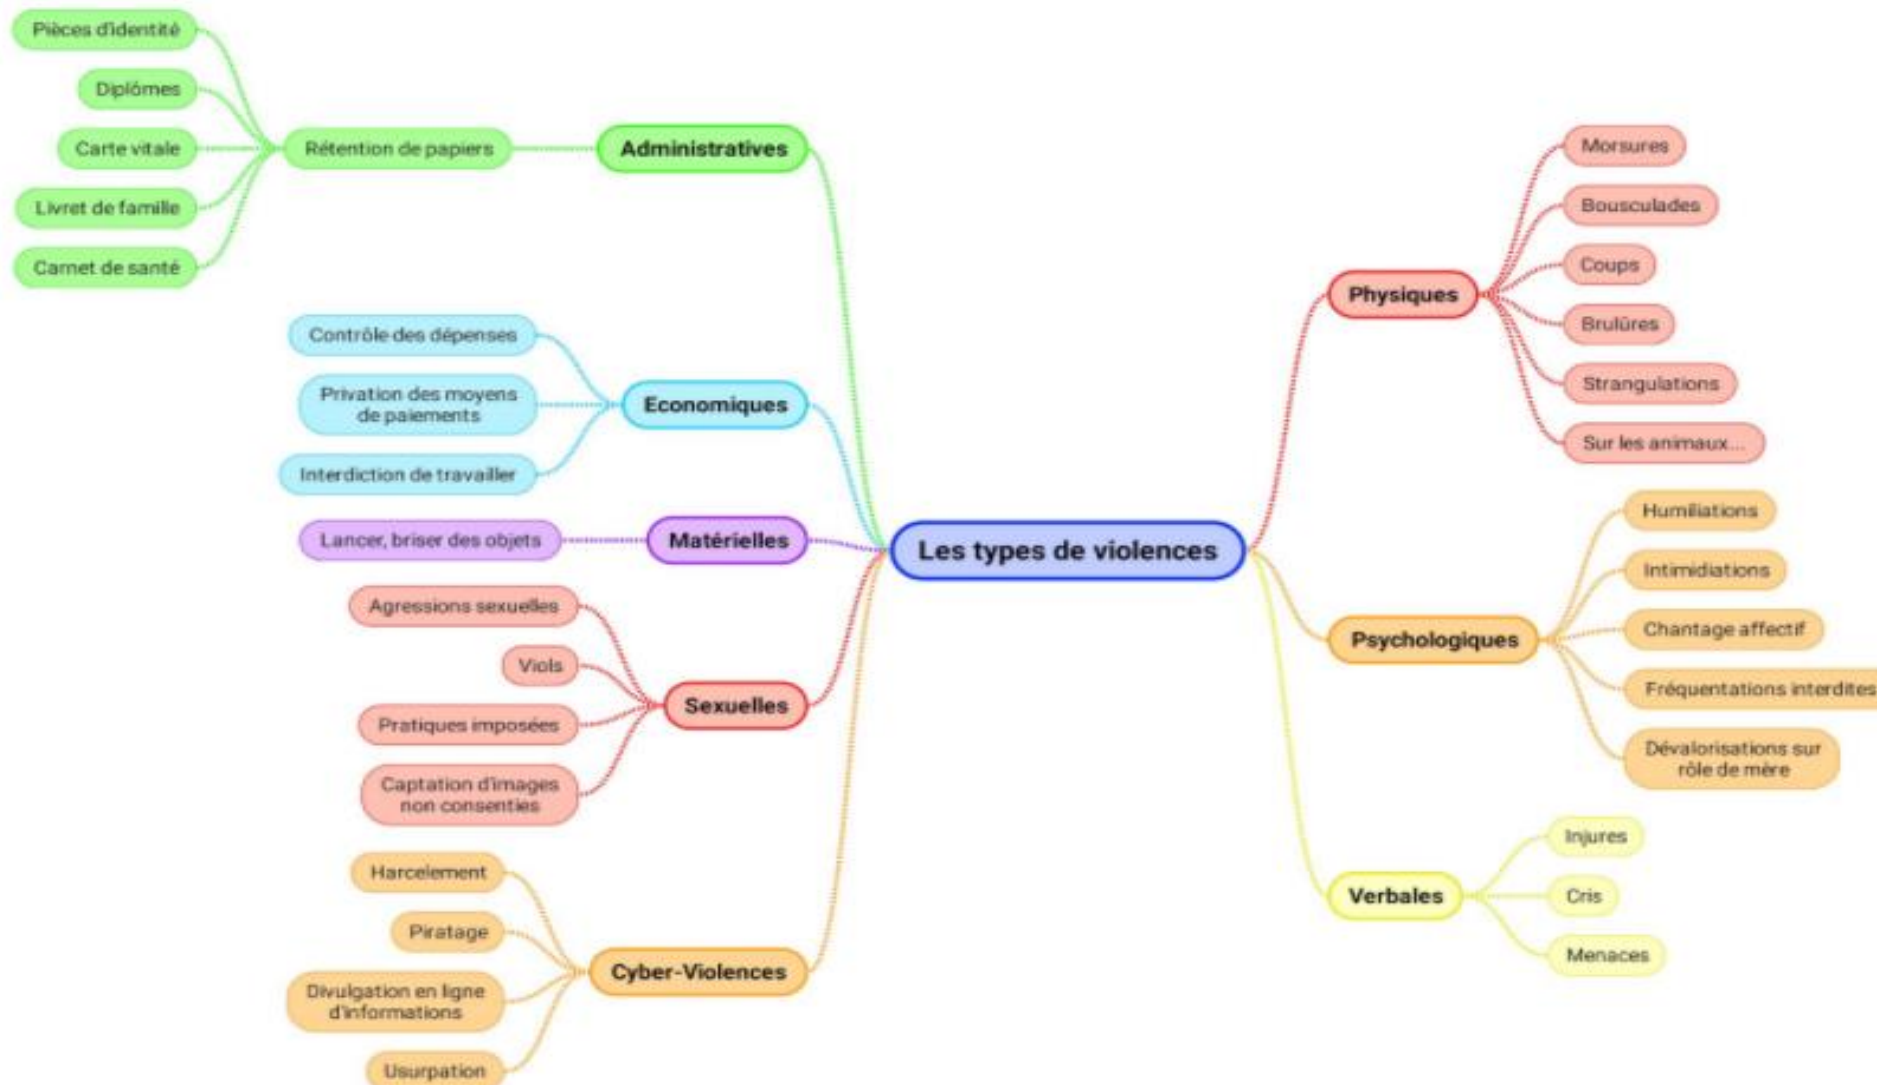 Les types de violences
Administratives
Rétention de papiers
Pièces d'identité
Diplômes
Carte vitale
Livret de famille
Carnet de santé
Economiques
Contrôle des dépenses
Privation des moyens
de paiements
Interdiction de travailler
Matérielles
Lancer, briser des objets
Sexuelles
Agressions sexuelles
Viols
Pratiques imposées
Captation d'images
non consenties
Cyber-Violences
Harcelement
Piratage
Divulgation en ligne
d'informations
Usurpation
Physiques
Morsures
Bousculades
Coups
Brulûres
Strangulations
Sur les animaux...
Psychologiques
Humiliations
Intimidiations
Chantage affectif
Fréquentations interdites
Dévalorisations sur
rôle de mère
Verbales
Injures
Cris
Menaces